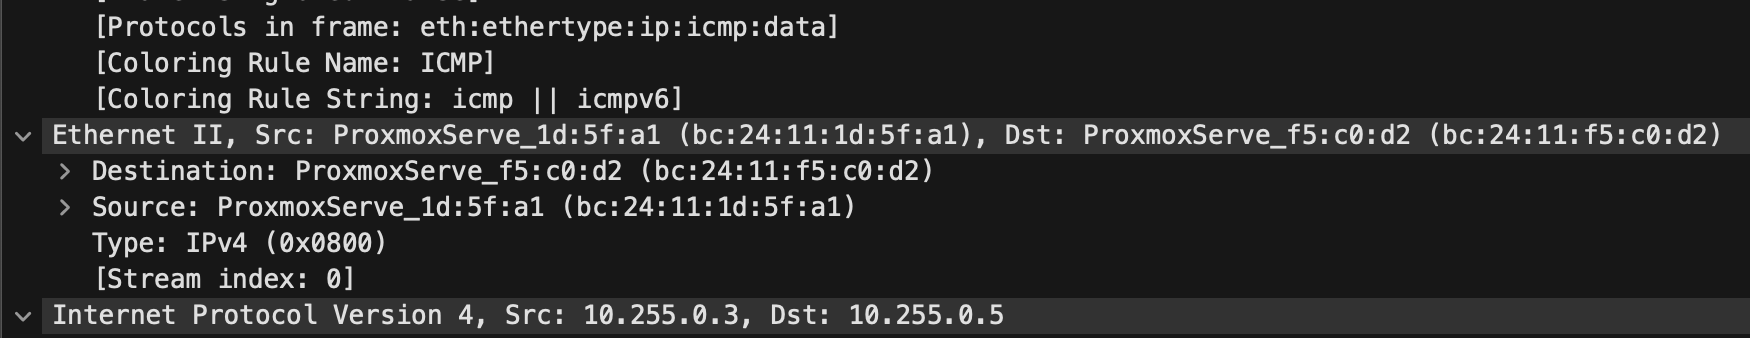 [Protocols in frame: eth:ethertype:ip:icmp:data]
[Coloring Rule Name: ICMP]
[Coloring Rule String: icmp || icmpv6]
Ethernet II, Src: ProxmoxServe_1d:5f:a1 (bc:24:11:1d:5f:a1), Dst: ProxmoxServe_f5:c0:d2 (bc:24:11:f5:c0:d2)
Destination: ProxmoxServe_f5:c0:d2 (bc:24:11:f5:c0:d2)
Source: ProxmoxServe_1d:5f:a1 (bc:24:11:1d:5f:a1)
Type: IPv4 (0x0800)
[Stream index: 0]
Internet Protocol Version 4, Src: 10.255.0.3, Dst: 10.255.0.5